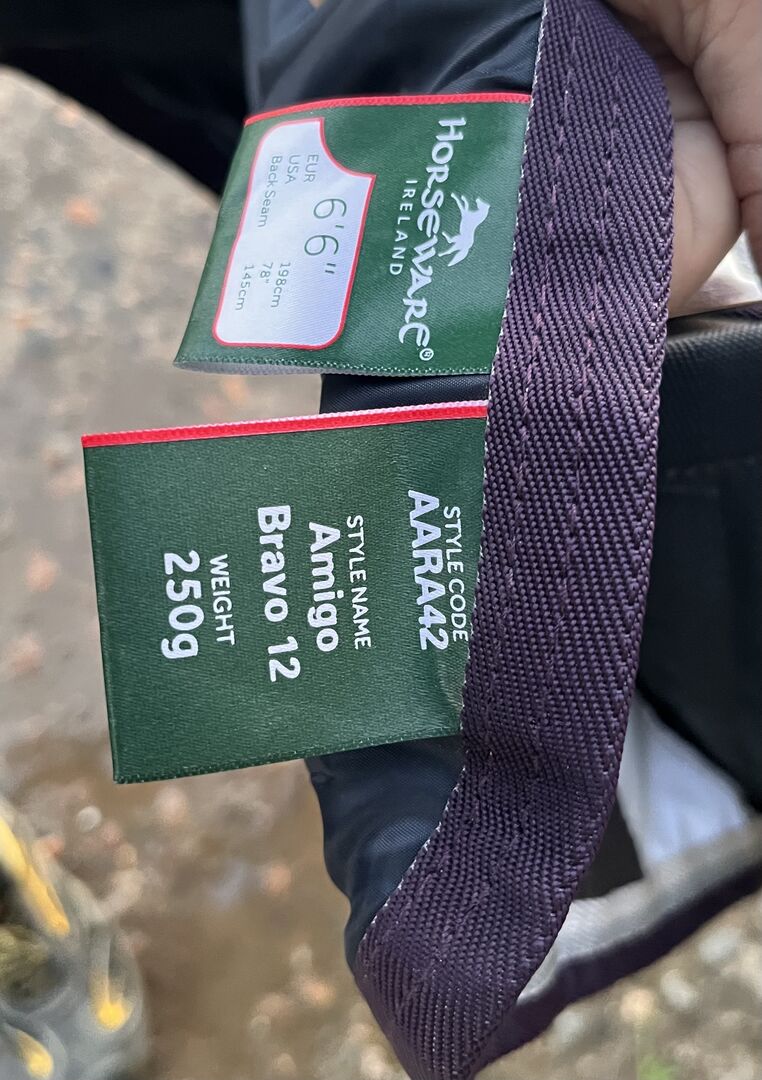 HORSEWARE®
IRELAND
EUR 6'6" 198cm
USA 78"
Back Seam 145cm
STYLE CODE
AARA42
STYLE NAME
Amigo
Bravo 12
WEIGHT
250g